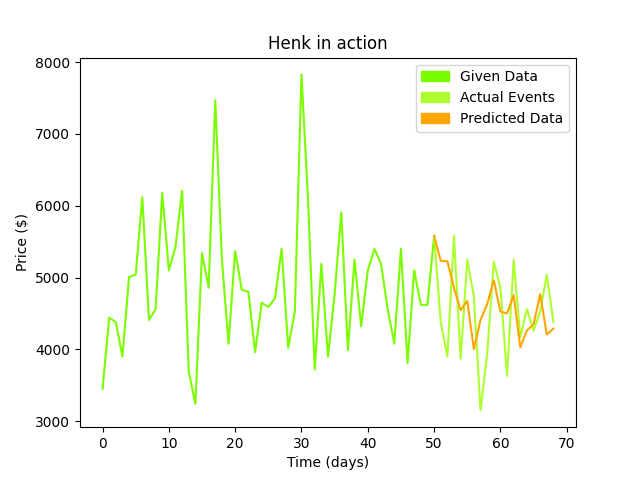 Henk in action
Given Data
Actual Events
Predicted Data
Price ($)
8000
7000
6000
5000
4000
3000
0 10 20 30 40 50 60 70
Time (days)